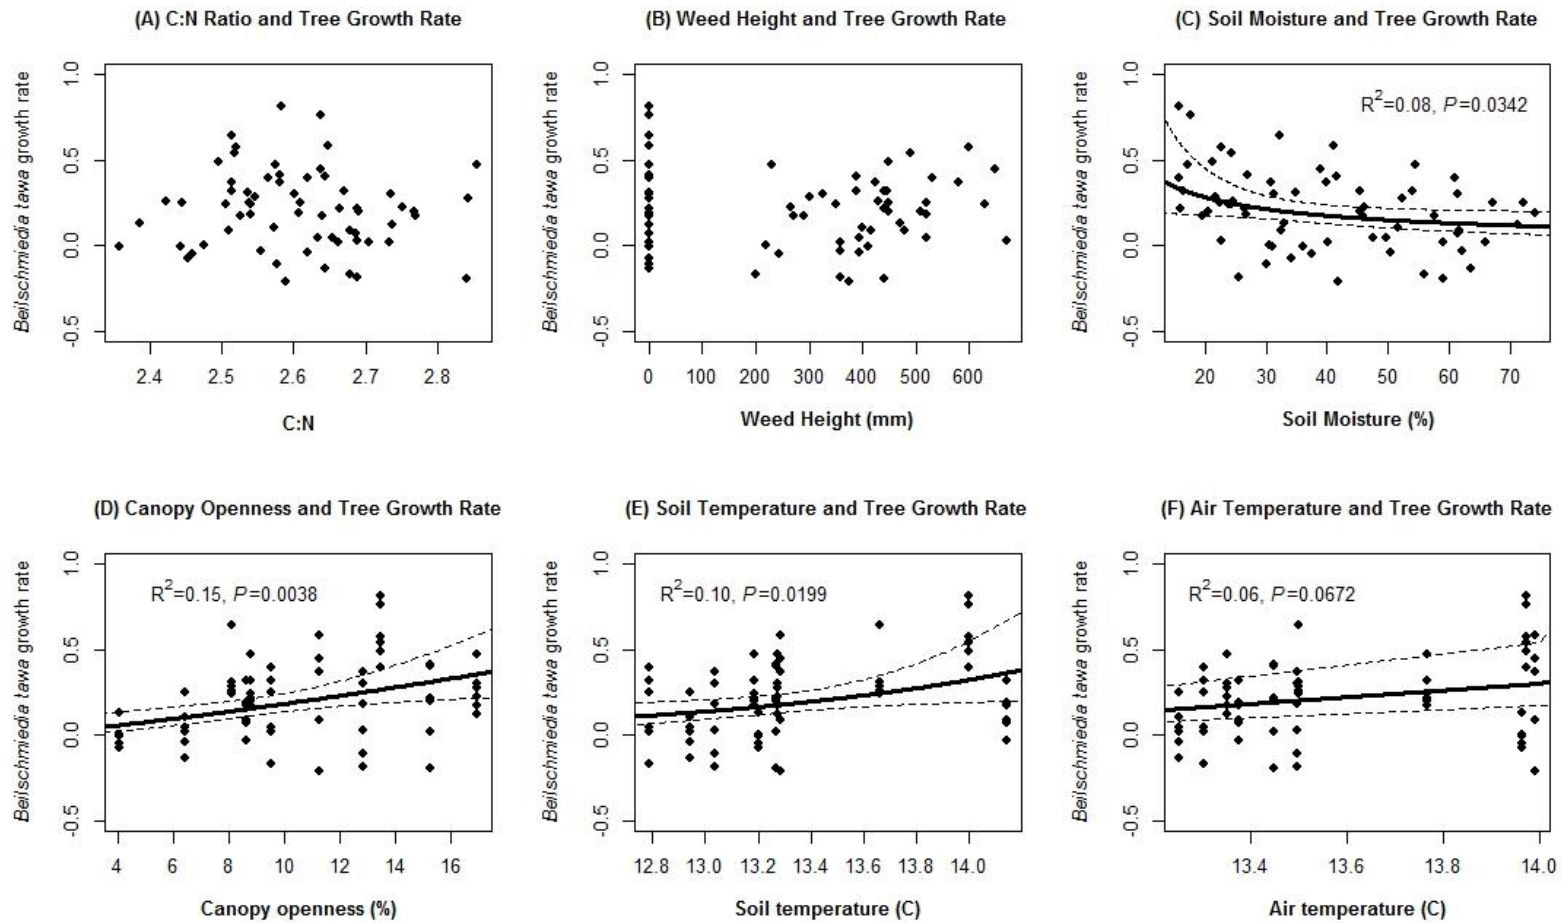 (A) C:N Ratio and Tree Growth Rate
Beilschmiedia tawa growth rate
1.0
0.5
0.0
-0.5
2.4 2.5 2.6 2.7 2.8
C:N
(B) Weed Height and Tree Growth Rate
Beilschmiedia tawa growth rate
1.0
0.5
0.0
-0.5
0 100 200 300 400 500 600
Weed Height (mm)
(C) Soil Moisture and Tree Growth Rate
Beilschmiedia tawa growth rate
R²=0.08, P=0.0342
1.0
0.5
0.0
-0.5
20 30 40 50 60 70
Soil Moisture (%)
(D) Canopy Openness and Tree Growth Rate
Beilschmiedia tawa growth rate
R²=0.15, P=0.0038
1.0
0.5
0.0
-0.5
4 6 8 10 12 14 16
Canopy openness (%)
(E) Soil Temperature and Tree Growth Rate
Beilschmiedia tawa growth rate
R²=0.10, P=0.0199
1.0
0.5
0.0
-0.5
12.8 13.0 13.2 13.4 13.6 13.8 14.0
Soil temperature (C)
(F) Air Temperature and Tree Growth Rate
Beilschmiedia tawa growth rate
R²=0.06, P=0.0672
1.0
0.5
0.0
-0.5
13.4 13.6 13.8 14.0
Air temperature (C)